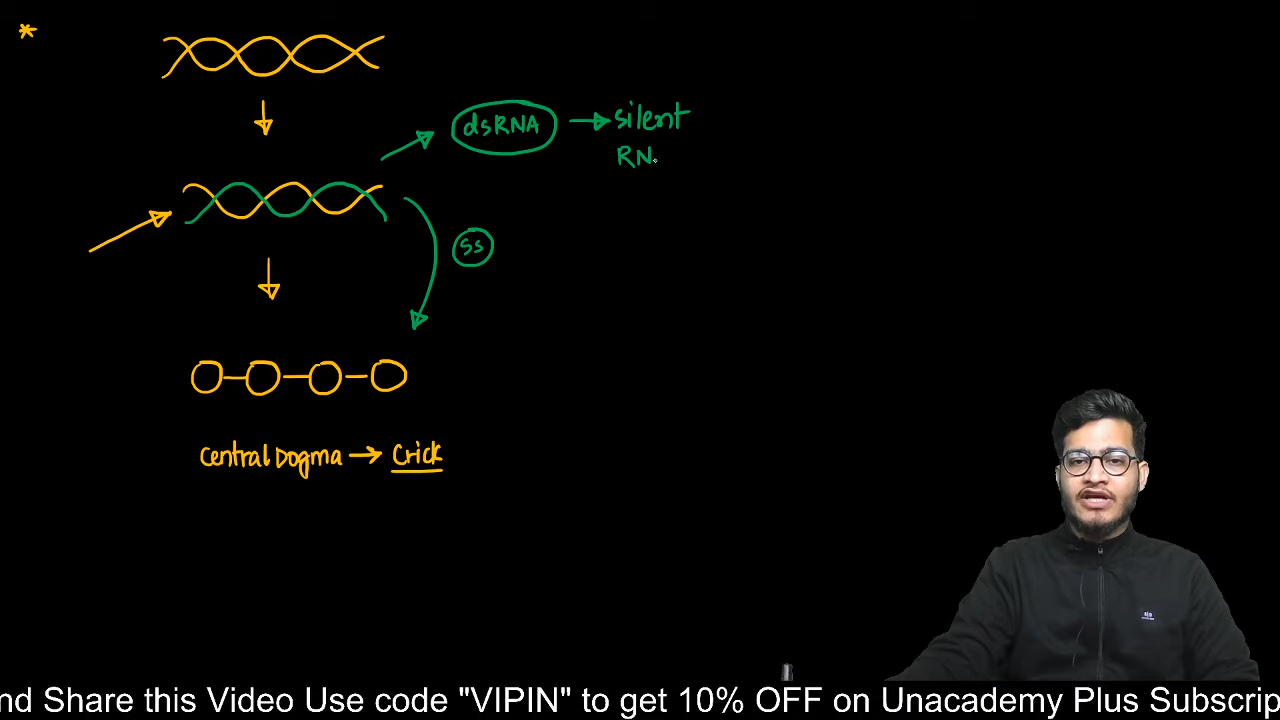 *
dsRNA → silent
RN
ss
Central Dogma → Crick
nd Share this Video Use code "VIPIN" to get 10% OFF on Unacademy Plus Subscrip